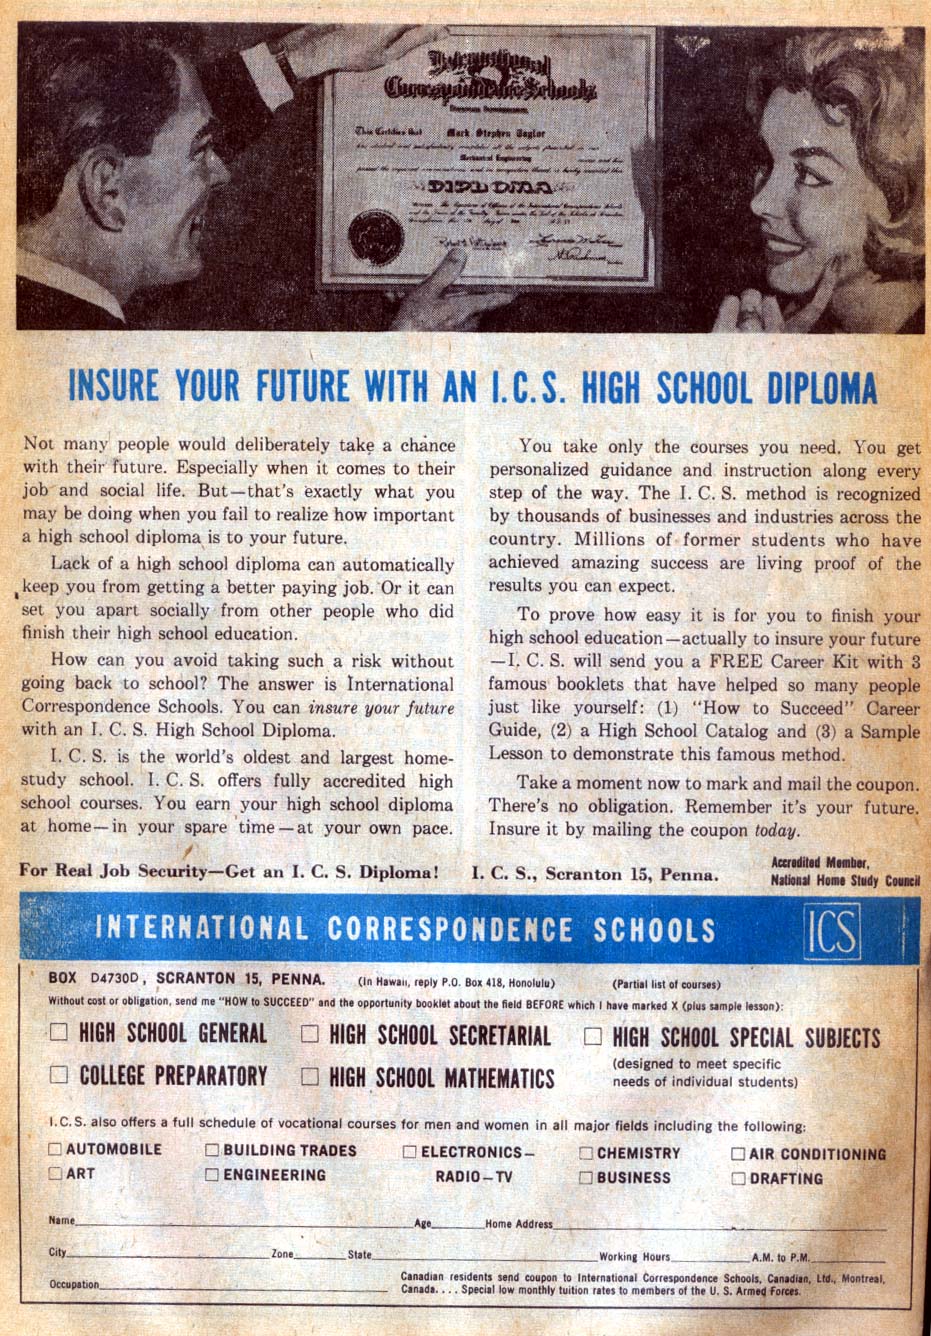 International
Correspondence Schools
This Certifies that Mark Stephen Taylor
Mechanical Engineering
DIPLOMA
INSURE YOUR FUTURE WITH AN I.C.S. HIGH SCHOOL DIPLOMA
Not many people would deliberately take a chance
with their future. Especially when it comes to their
job and social life. But—that's exactly what you
may be doing when you fail to realize how important
a high school diploma is to your future.
Lack of a high school diploma can automatically
keep you from getting a better paying job. Or it can
set you apart socially from other people who did
finish their high school education.
How can you avoid taking such a risk without
going back to school? The answer is International
Correspondence Schools. You can insure your future
with an I. C. S. High School Diploma.
I. C. S. is the world's oldest and largest home-
study school. I. C. S. offers fully accredited high
school courses. You earn your high school diploma
at home—in your spare time—at your own pace.
You take only the courses you need. You get
personalized guidance and instruction along every
step of the way. The I. C. S. method is recognized
by thousands of businesses and industries across the
country. Millions of former students who have
achieved amazing success are living proof of the
results you can expect.
To prove how easy it is for you to finish your
high school education—actually to insure your future
—I. C. S. will send you a FREE Career Kit with 3
famous booklets that have helped so many people
just like yourself: (1) "How to Succeed" Career
Guide, (2) a High School Catalog and (3) a Sample
Lesson to demonstrate this famous method.
Take a moment now to mark and mail the coupon.
There's no obligation. Remember it's your future.
Insure it by mailing the coupon today.
For Real Job Security—Get an I. C. S. Diploma! I. C. S., Scranton 15, Penna.
Accredited Member,
National Home Study Council
INTERNATIONAL CORRESPONDENCE SCHOOLS ICS
BOX D4730D, SCRANTON 15, PENNA. (In Hawaii, reply P.O. Box 418, Honolulu) (Partial list of courses)
Without cost or obligation, send me "HOW to SUCCEED" and the opportunity booklet about the field BEFORE which I have marked X (plus sample lesson):
HIGH SCHOOL GENERAL HIGH SCHOOL SECRETARIAL HIGH SCHOOL SPECIAL SUBJECTS
(designed to meet specific
COLLEGE PREPARATORY HIGH SCHOOL MATHEMATICS needs of individual students)
I.C.S. also offers a full schedule of vocational courses for men and women in all major fields including the following:
AUTOMOBILE BUILDING TRADES ELECTRONICS— CHEMISTRY AIR CONDITIONING
ART ENGINEERING RADIO—TV BUSINESS DRAFTING
Name Age Home Address
City Zone State Working Hours A.M. to P.M.
Occupation
Canadian residents send coupon to International Correspondence Schools, Canadian, Ltd., Montreal,
Canada. . . . Special low monthly tuition rates to members of the U. S. Armed Forces.